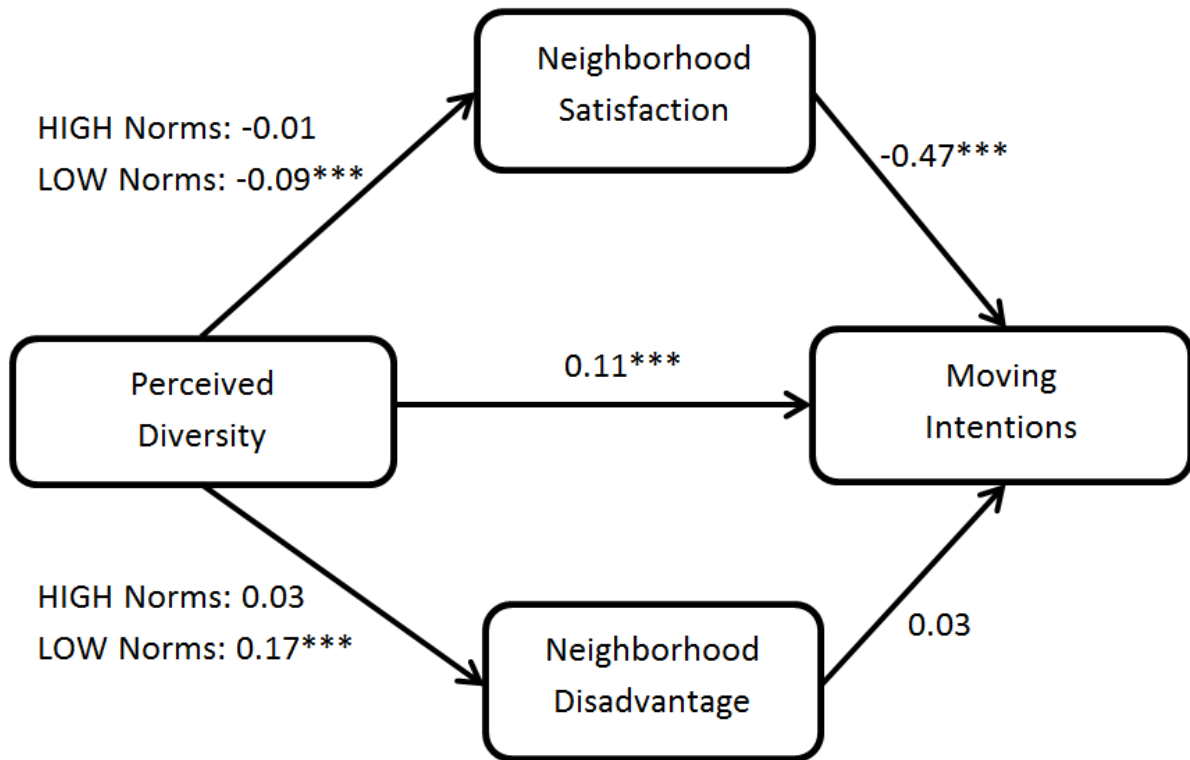 Neighborhood
Satisfaction
HIGH Norms: -0.01
LOW Norms: -0.09***
-0.47***
Perceived
Diversity
0.11***
Moving
Intentions
HIGH Norms: 0.03
LOW Norms: 0.17***
Neighborhood
Disadvantage
0.03